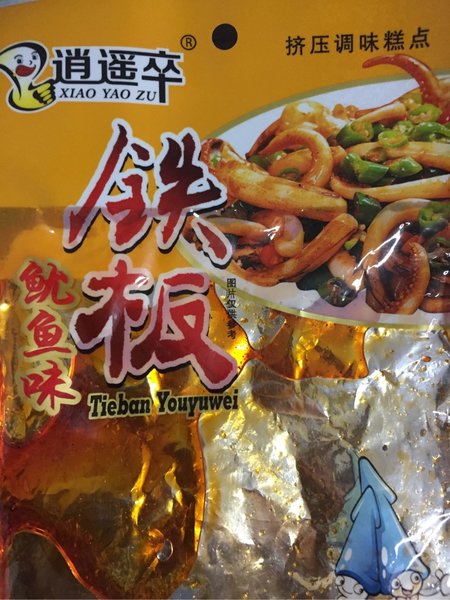 逍遥卒®
XIAO YAO ZU
挤压调味糕点
铁板
鱿鱼味
图片仅供参考
Tieban Youyuwei